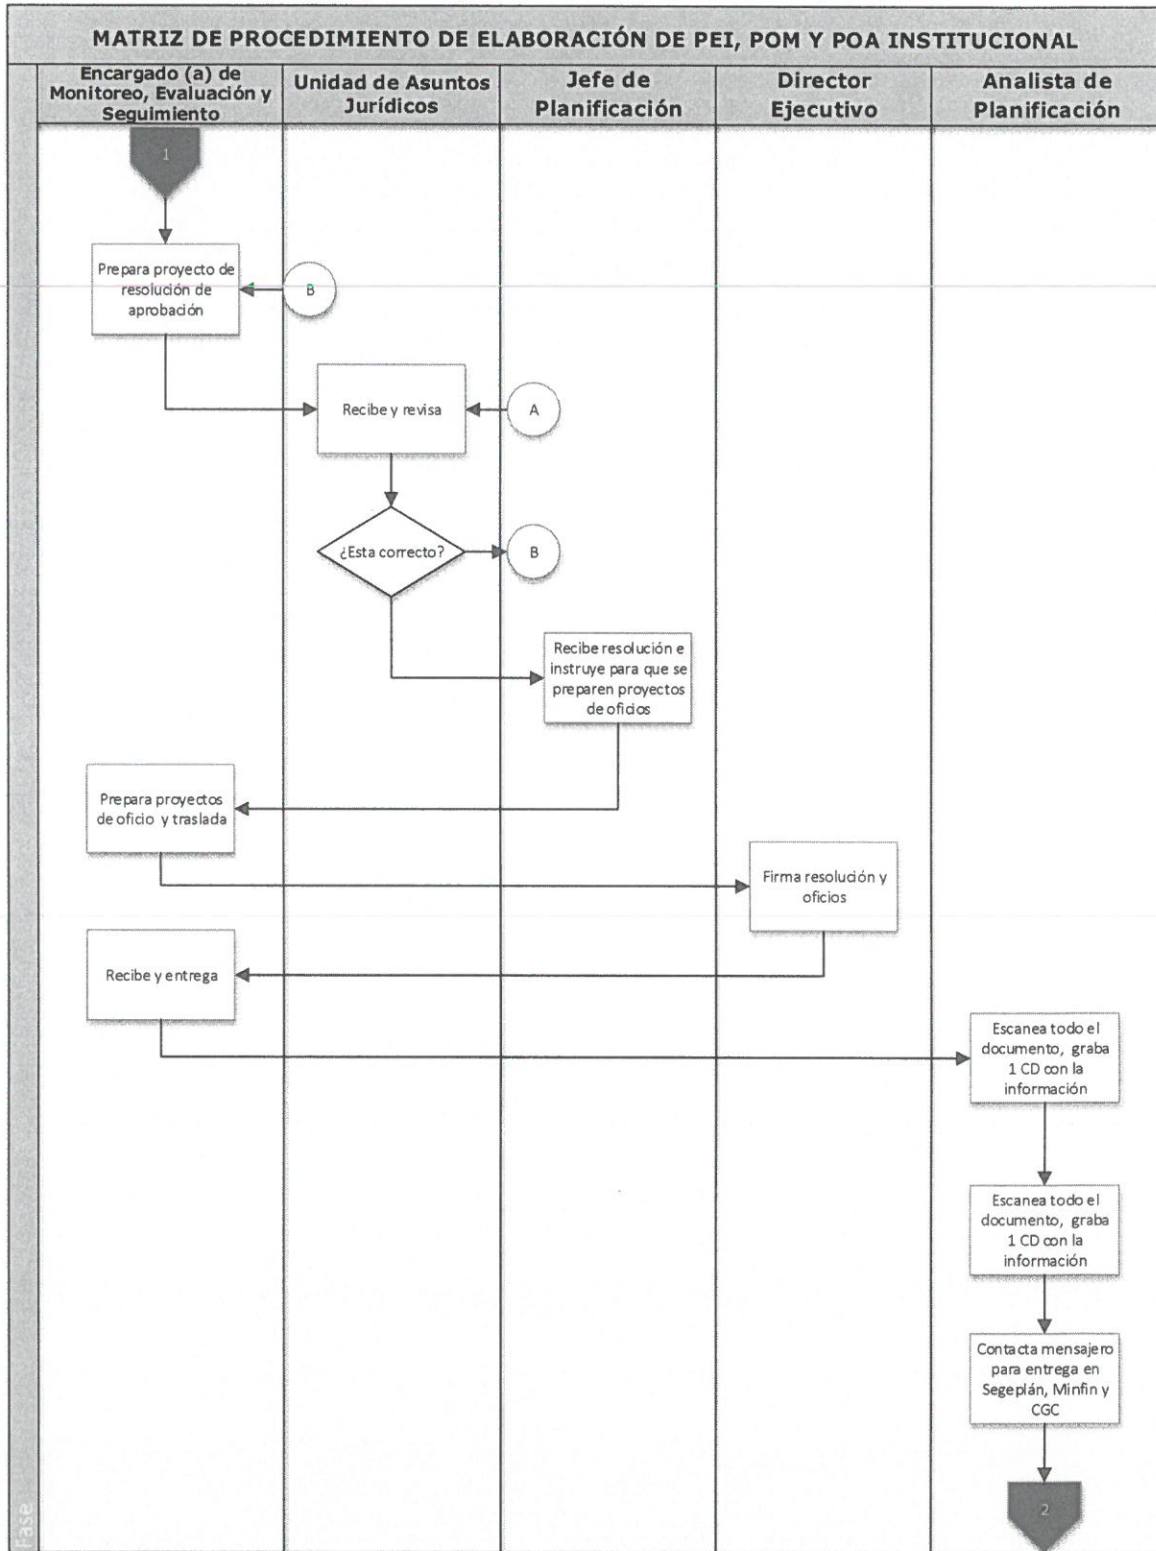 MATRIZ DE PROCEDIMIENTO DE ELABORACIÓN DE PEI, POM Y POA INSTITUCIONAL
Encargado (a) de
Monitoreo, Evaluación y
Seguimiento
Unidad de Asuntos
Jurídicos
Jefe de
Planificación
Director
Ejecutivo
Analista de
Planificación
1
Prepara proyecto de
resolución de
aprobación
B
Recibe y revisa
A
¿Esta correcto?
B
Recibe resolución e
instruye para que se
preparen proyectos
de oficios
Prepara proyectos
de oficio y traslada
Firma resolución y
oficios
Recibe y entrega
Escanea todo el
documento, graba
1 CD con la
información
Escanea todo el
documento, graba
1 CD con la
información
Contacta mensajero
para entrega en
Segeplán, Minfin y
CGC
2
Fase